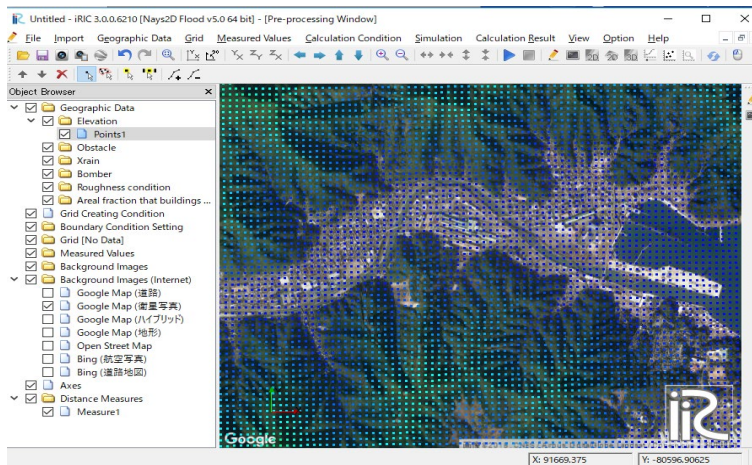 Untitled - iRIC 3.0.0.6210 [Nays2D Flood v5.0 64 bit] - [Pre-processing Window]
File Import Geographic Data Grid Measured Values Calculation Condition Simulation Calculation Result View Option Help
Object Browser
Geographic Data
Elevation
Points1
Obstacle
Xrain
Bomber
Roughness condition
Areal fraction that buildings ...
Grid Creating Condition
Boundary Condition Setting
Grid [No Data]
Measured Values
Background Images
Background Images (Internet)
Google Map (道路)
Google Map (衛星写真)
Google Map (ハイブリッド)
Google Map (地形)
Open Street Map
Bing (航空写真)
Bing (道路地図)
Axes
Distance Measures
Measure1
Google
iRIC
X: 91669.375
Y: -80596.90625